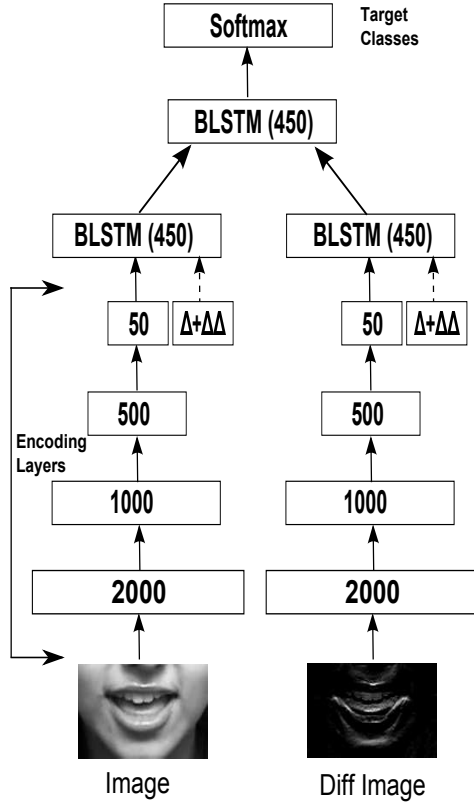 Softmax
Target
Classes
BLSTM (450)
BLSTM (450)
BLSTM (450)
50
Δ+ΔΔ
50
Δ+ΔΔ
500
500
Encoding
Layers
1000
1000
2000
2000
Image
Diff Image